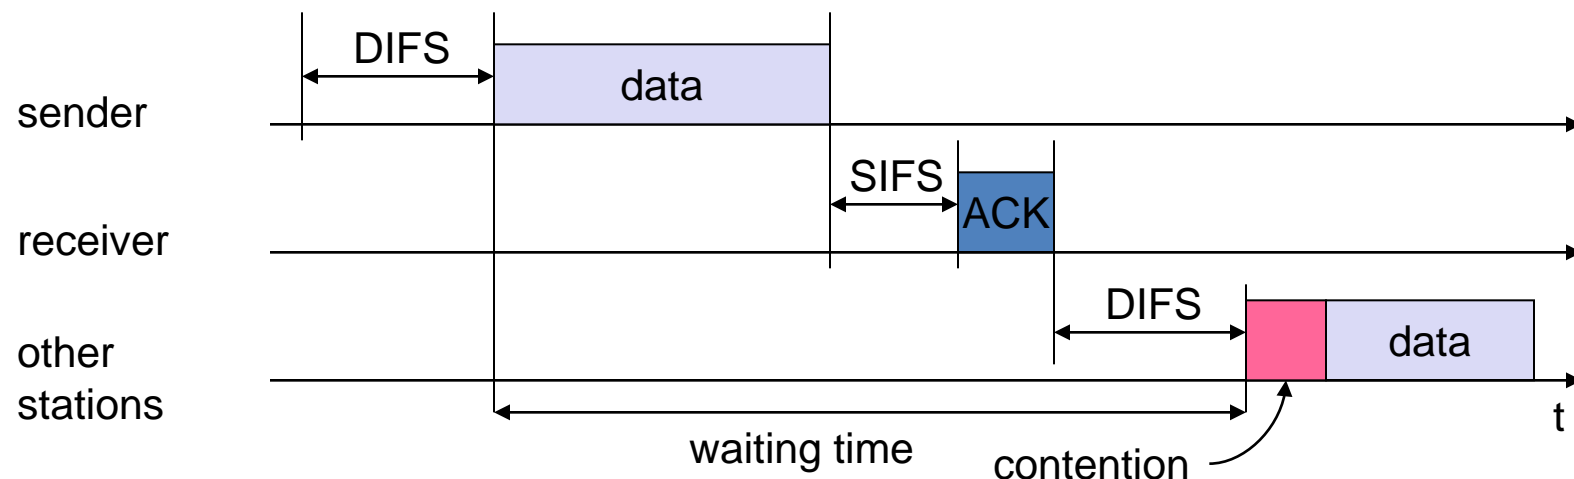 DIFS
data
sender
SIFS
ACK
receiver
DIFS
data
other
stations
t
waiting time
contention